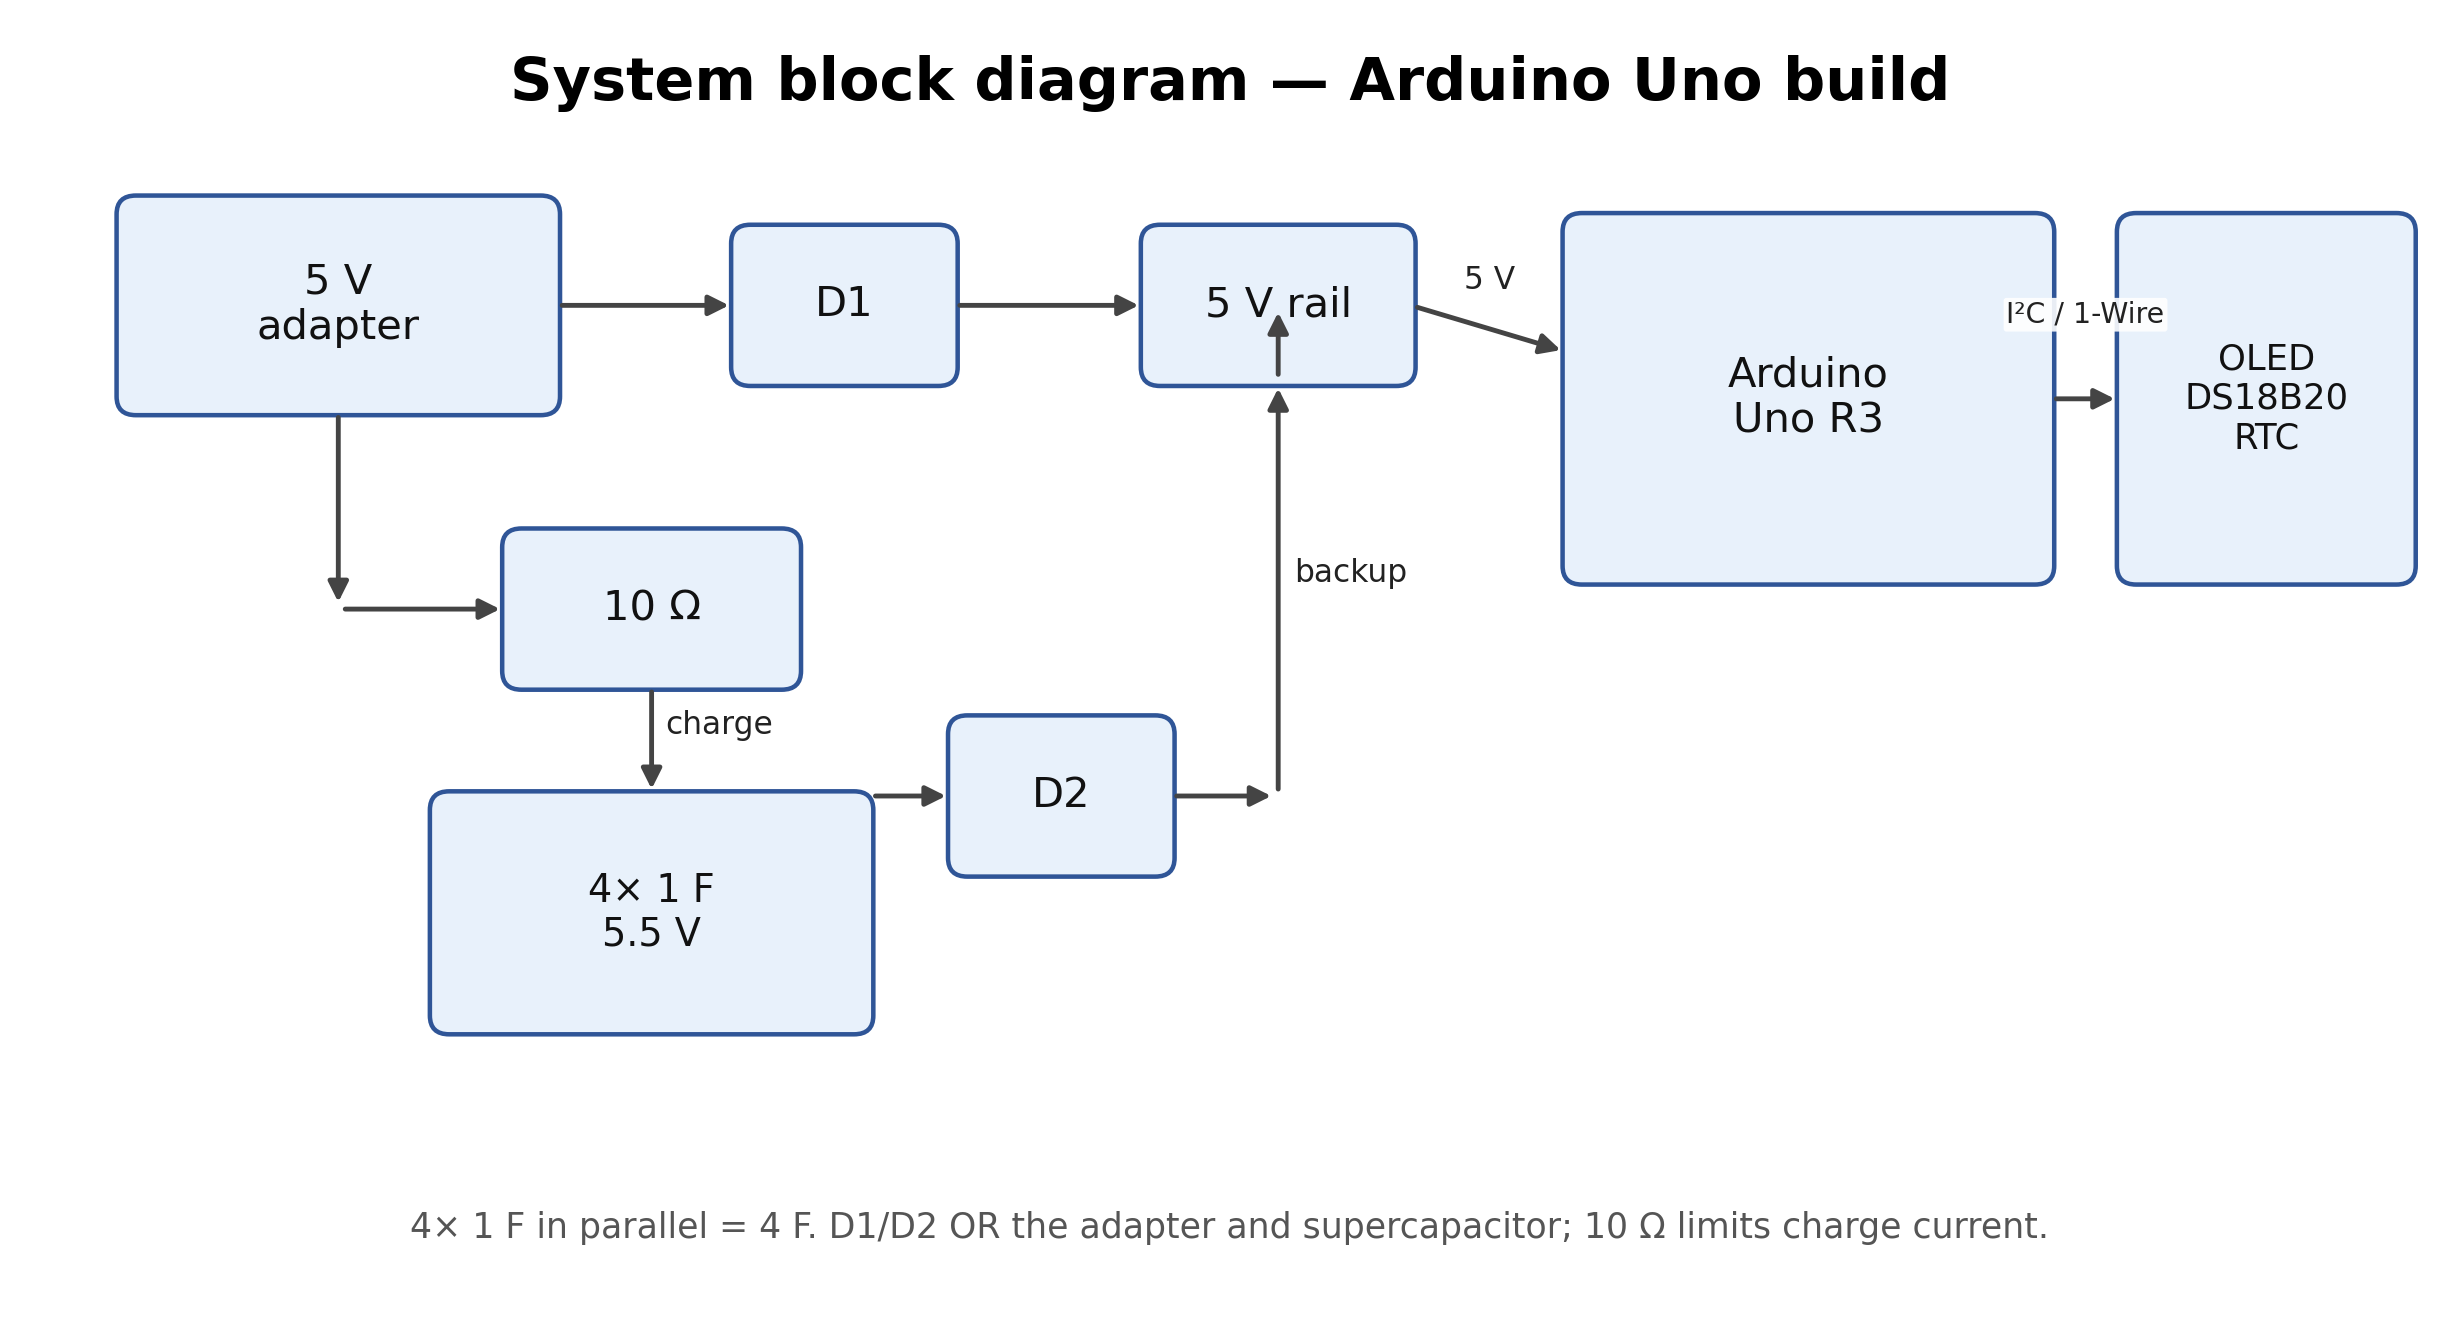 System block diagram — Arduino Uno build
5 V
adapter
D1
5 V rail
5 V
Arduino
Uno R3
I²C / 1-Wire
OLED
DS18B20
RTC
10 Ω
backup
charge
D2
4× 1 F
5.5 V
4× 1 F in parallel = 4 F. D1/D2 OR the adapter and supercapacitor; 10 Ω limits charge current.